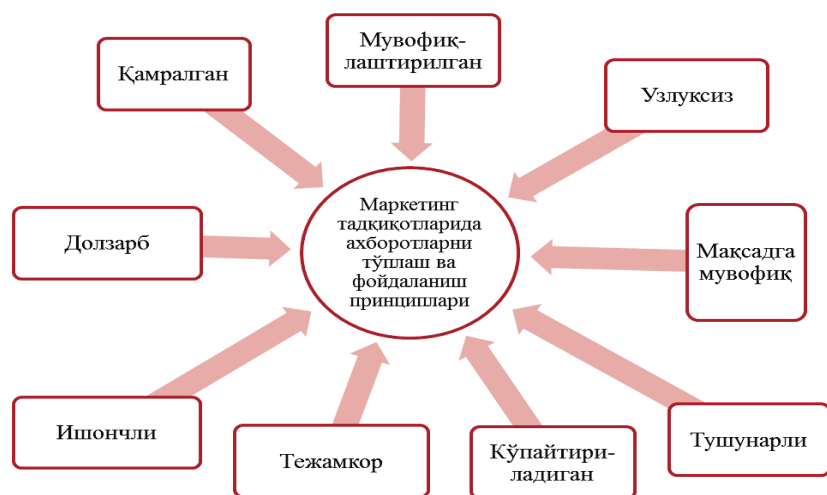 Мувофиқ-
лаштирилган
Қамралган
Узлуксиз
Маркетинг
тадқиқотларида
ахборотларни
тўплаш ва
фойдаланиш
принциплари
Долзарб
Мақсадга
мувофиқ
Ишончли
Тежамкор
Кўпайтири-
ладиган
Тушунарли